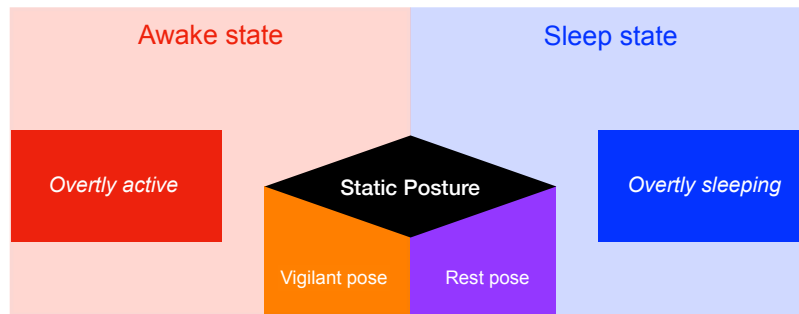 Awake state
Sleep state
Overtly active
Static Posture
Overtly sleeping
Vigilant pose
Rest pose